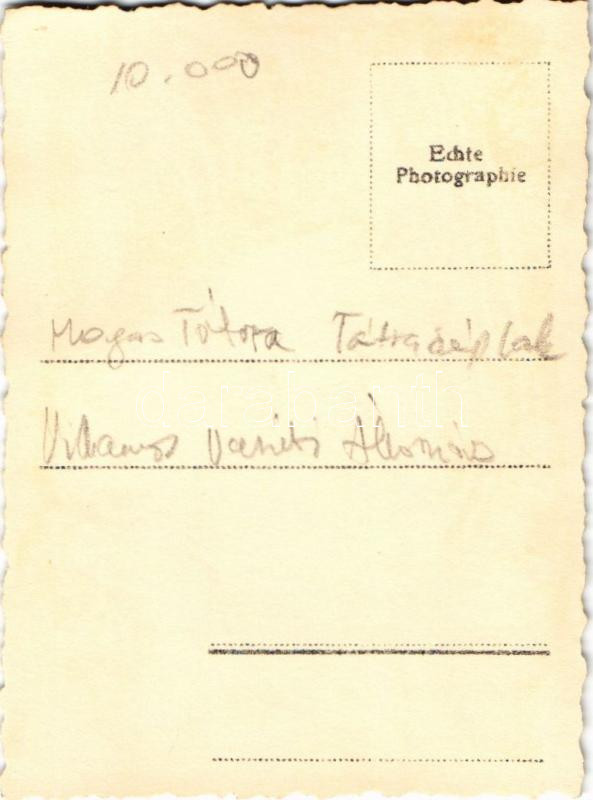 10.000
Echte
Photographie
Magas Tátra Tátraszéplak
Villamos Vasúti Állomás